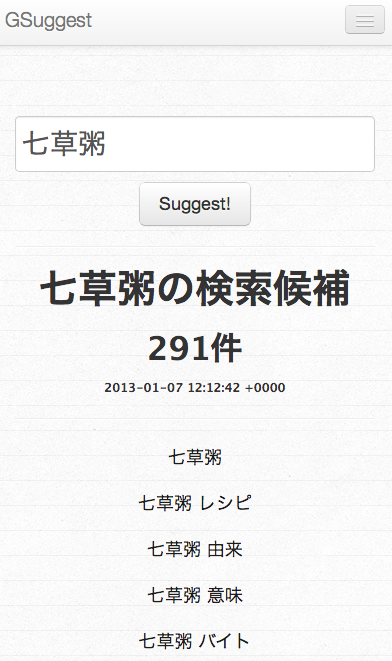 GSuggest
七草粥
Suggest!
七草粥の検索候補
291件
2013-01-07 12:12:42 +0000
七草粥
七草粥 レシピ
七草粥 由来
七草粥 意味
七草粥 バイト